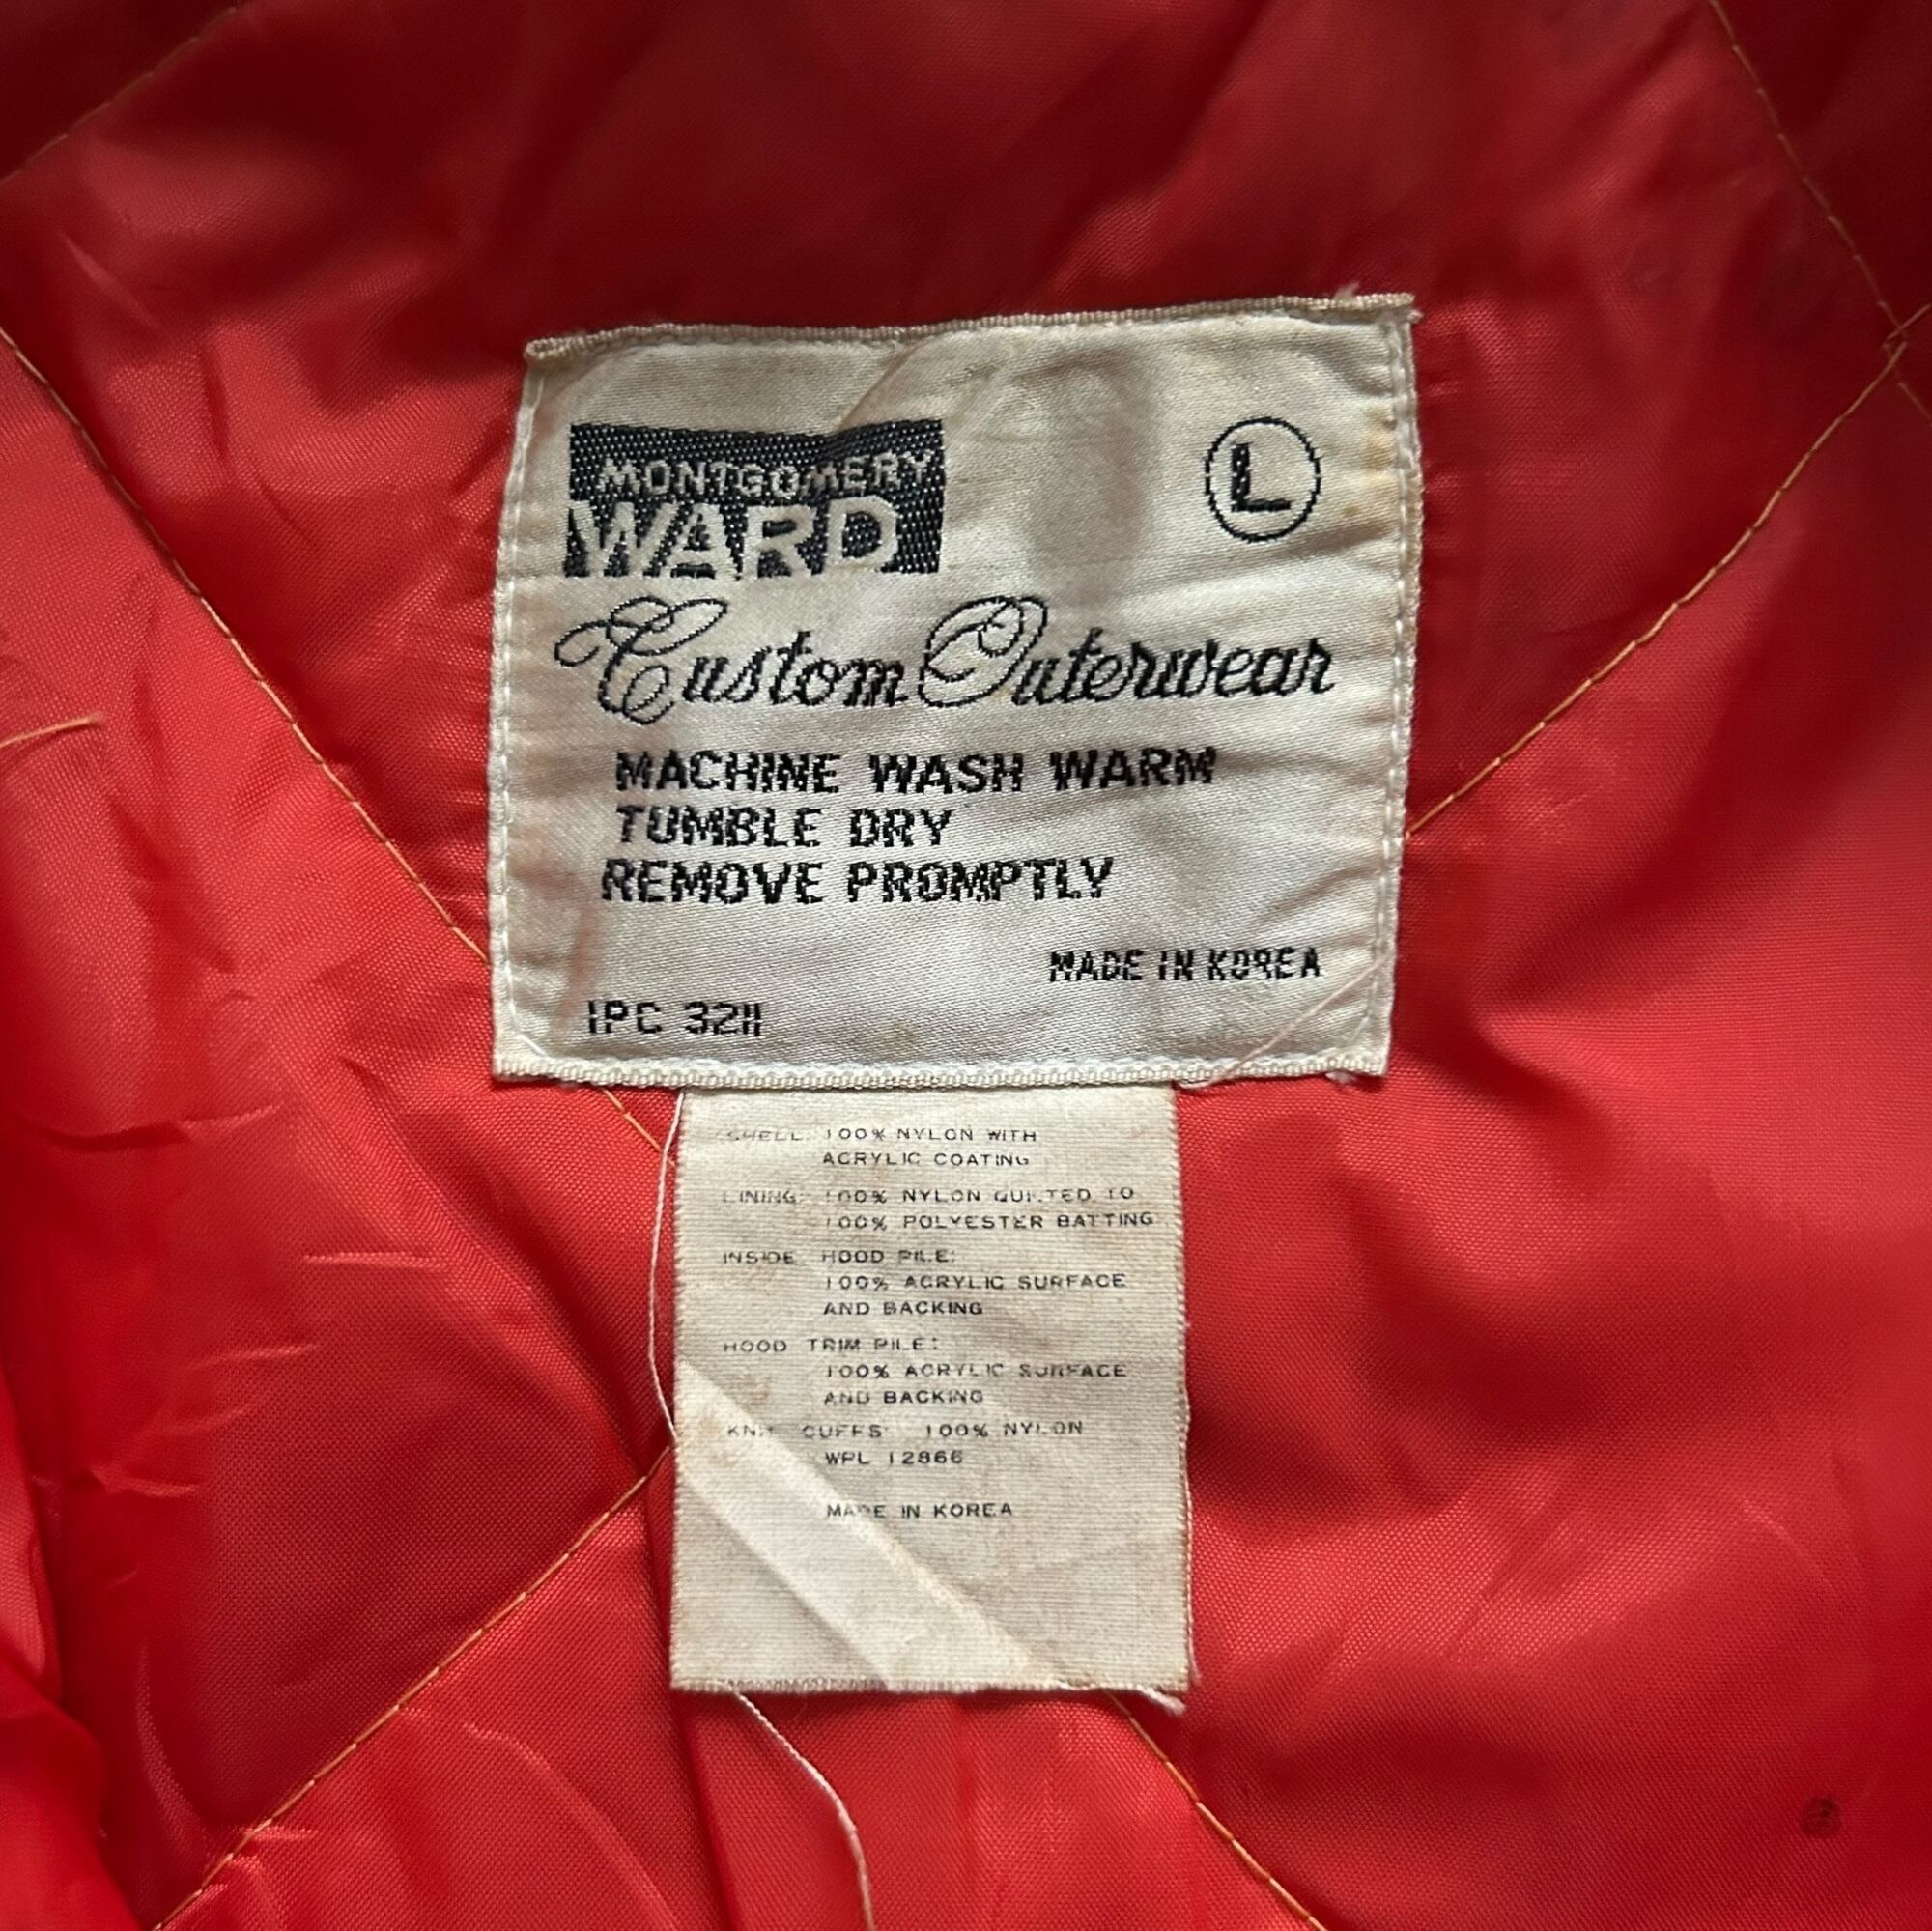 MONTGOMERY
WARD
L
Custom Outerwear
MACHINE WASH WARM
TUMBLE DRY
REMOVE PROMPTLY
MADE IN KOREA
IPC 3211
SHELL: 100% NYLON WITH
ACRYLIC COATING
LINING: 100% NYLON QUILTED TO
100% POLYESTER BATTING
INSIDE HOOD PILE:
100% ACRYLIC SURFACE
AND BACKING
HOOD TRIM PILE:
100% ACRYLIC SURFACE
AND BACKING
KNIT CUFFS: 100% NYLON
WPL 12866
MADE IN KOREA